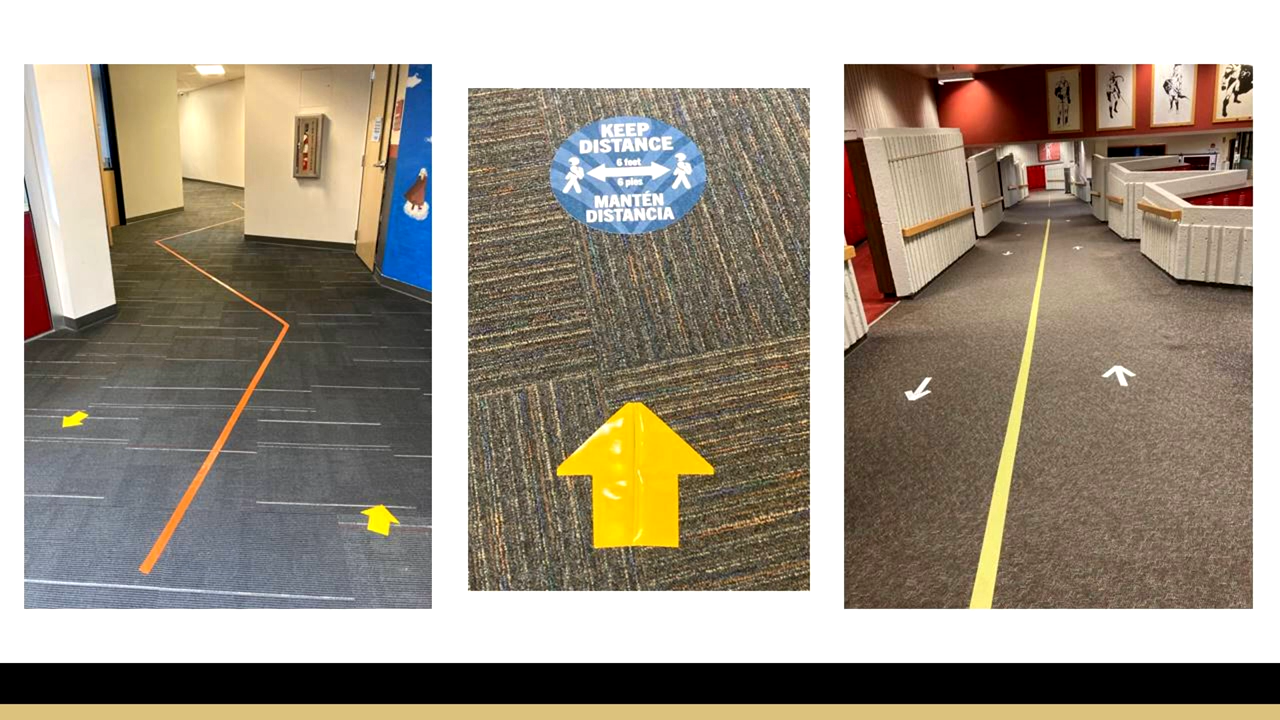 KEEP
DISTANCE
6 feet
6 pies
MANTÉN
DISTANCIA